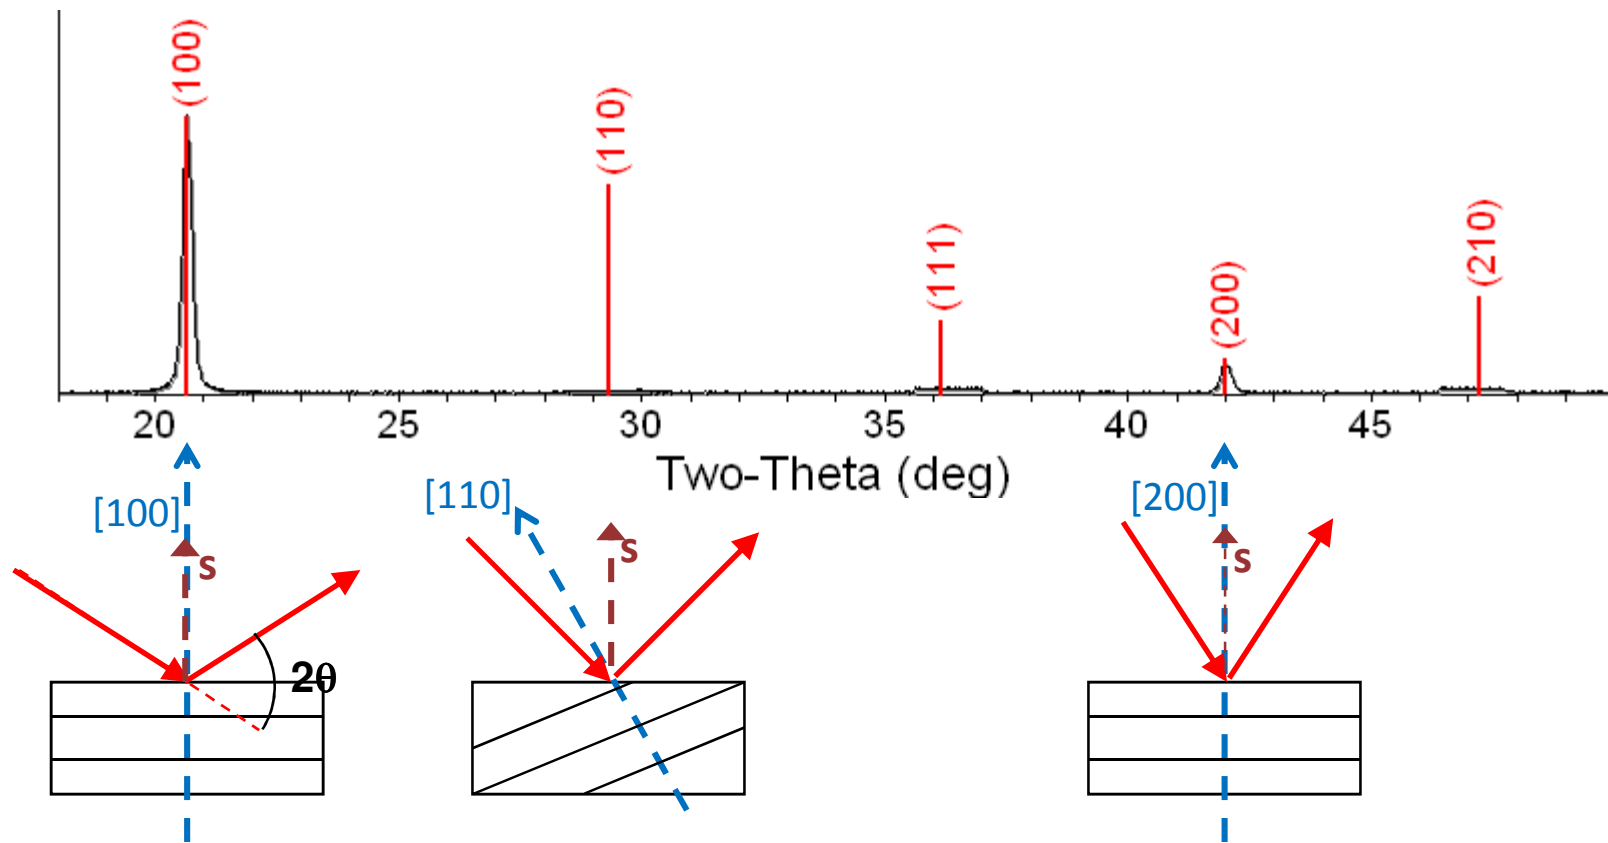 (100)
(110)
(111)
(200)
(210)
20 25 30 35 40 45
Two-Theta (deg)
[100]
s
2θ
[110]
s
[200]
s